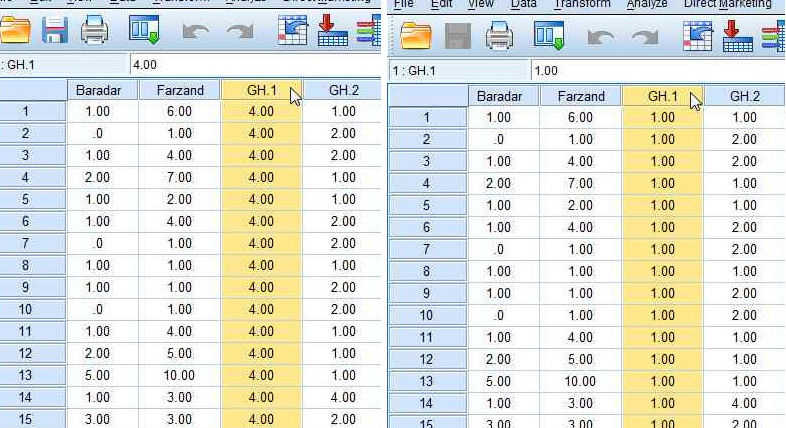 File Edit View Data Transform Analyze Direct Marketing
: GH.1 4.00
Baradar Farzand GH.1 GH.2
1 1.00 6.00 4.00 1.00
2 .0 1.00 4.00 2.00
3 1.00 4.00 4.00 2.00
4 2.00 7.00 4.00 1.00
5 1.00 2.00 4.00 1.00
6 1.00 4.00 4.00 2.00
7 .0 1.00 4.00 2.00
8 1.00 1.00 4.00 1.00
9 1.00 1.00 4.00 2.00
10 .0 1.00 4.00 2.00
11 1.00 4.00 4.00 1.00
12 2.00 5.00 4.00 1.00
13 5.00 10.00 4.00 1.00
14 1.00 3.00 4.00 4.00
15 3.00 3.00 4.00 2.00
1 : GH.1 1.00
Baradar Farzand GH.1 GH.2
1 1.00 6.00 1.00 1.00
2 .0 1.00 1.00 2.00
3 1.00 4.00 1.00 2.00
4 2.00 7.00 1.00 1.00
5 1.00 2.00 1.00 1.00
6 1.00 4.00 1.00 2.00
7 .0 1.00 1.00 2.00
8 1.00 1.00 1.00 1.00
9 1.00 1.00 1.00 2.00
10 .0 1.00 1.00 2.00
11 1.00 4.00 1.00 1.00
12 2.00 5.00 1.00 1.00
13 5.00 10.00 1.00 1.00
14 1.00 3.00 1.00 4.00
15 3.00 3.00 1.00 2.00